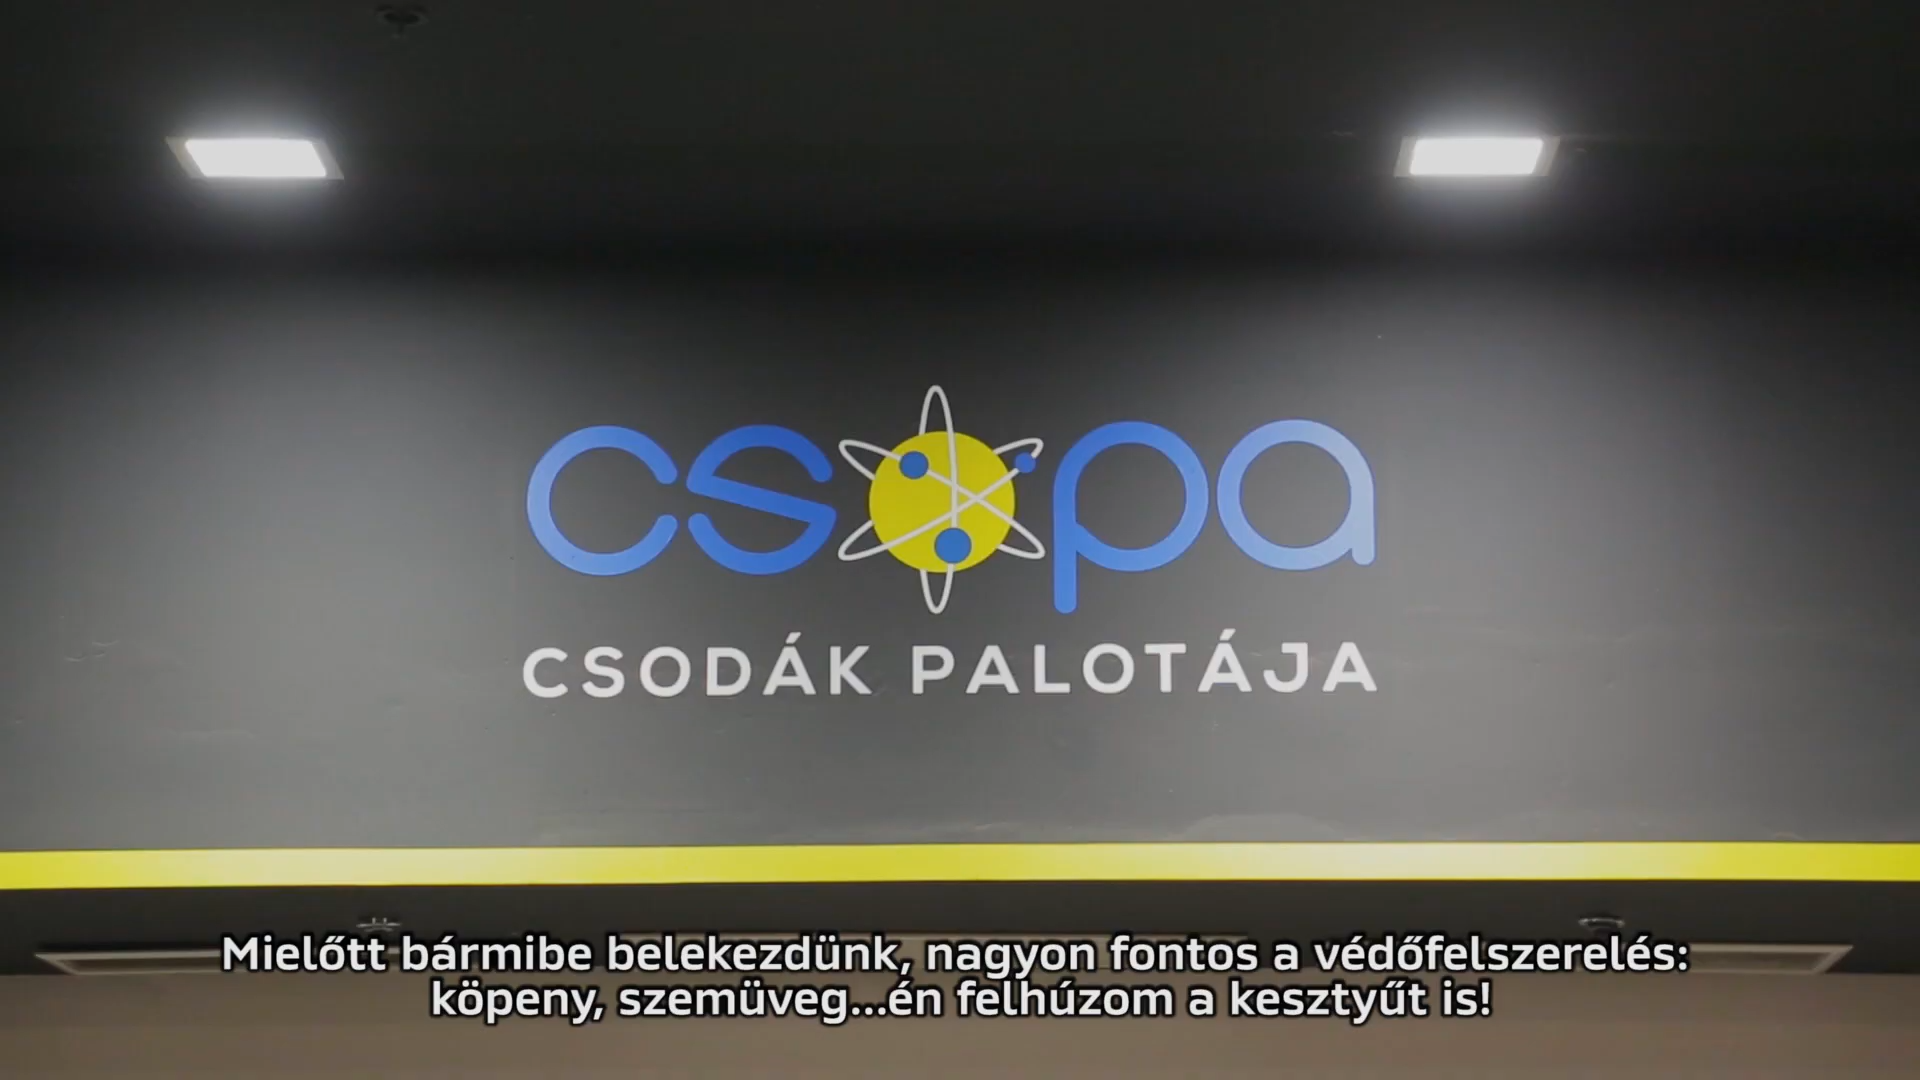 csopa
CSODÁK PALOTÁJA
Mielőtt bármibe belekezdünk, nagyon fontos a védőfelszerelés:
köpeny, szemüveg...én felhúzom a kesztyűt is!